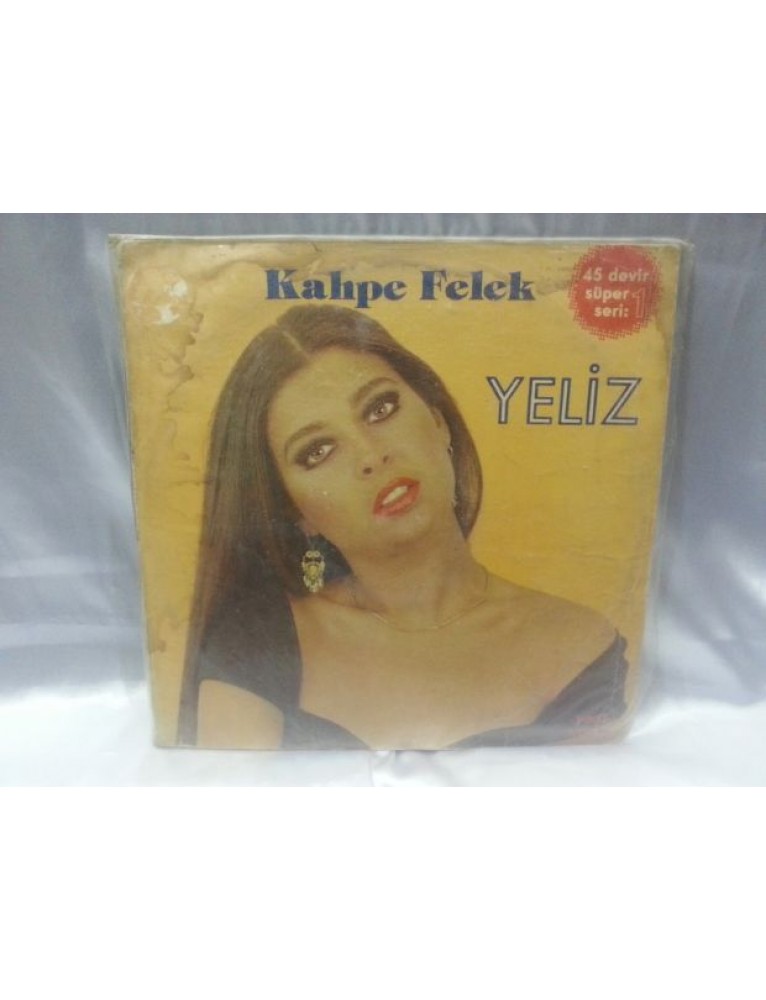 Kahpe Felek
45 devir
süper
seri: 1
YELİZ